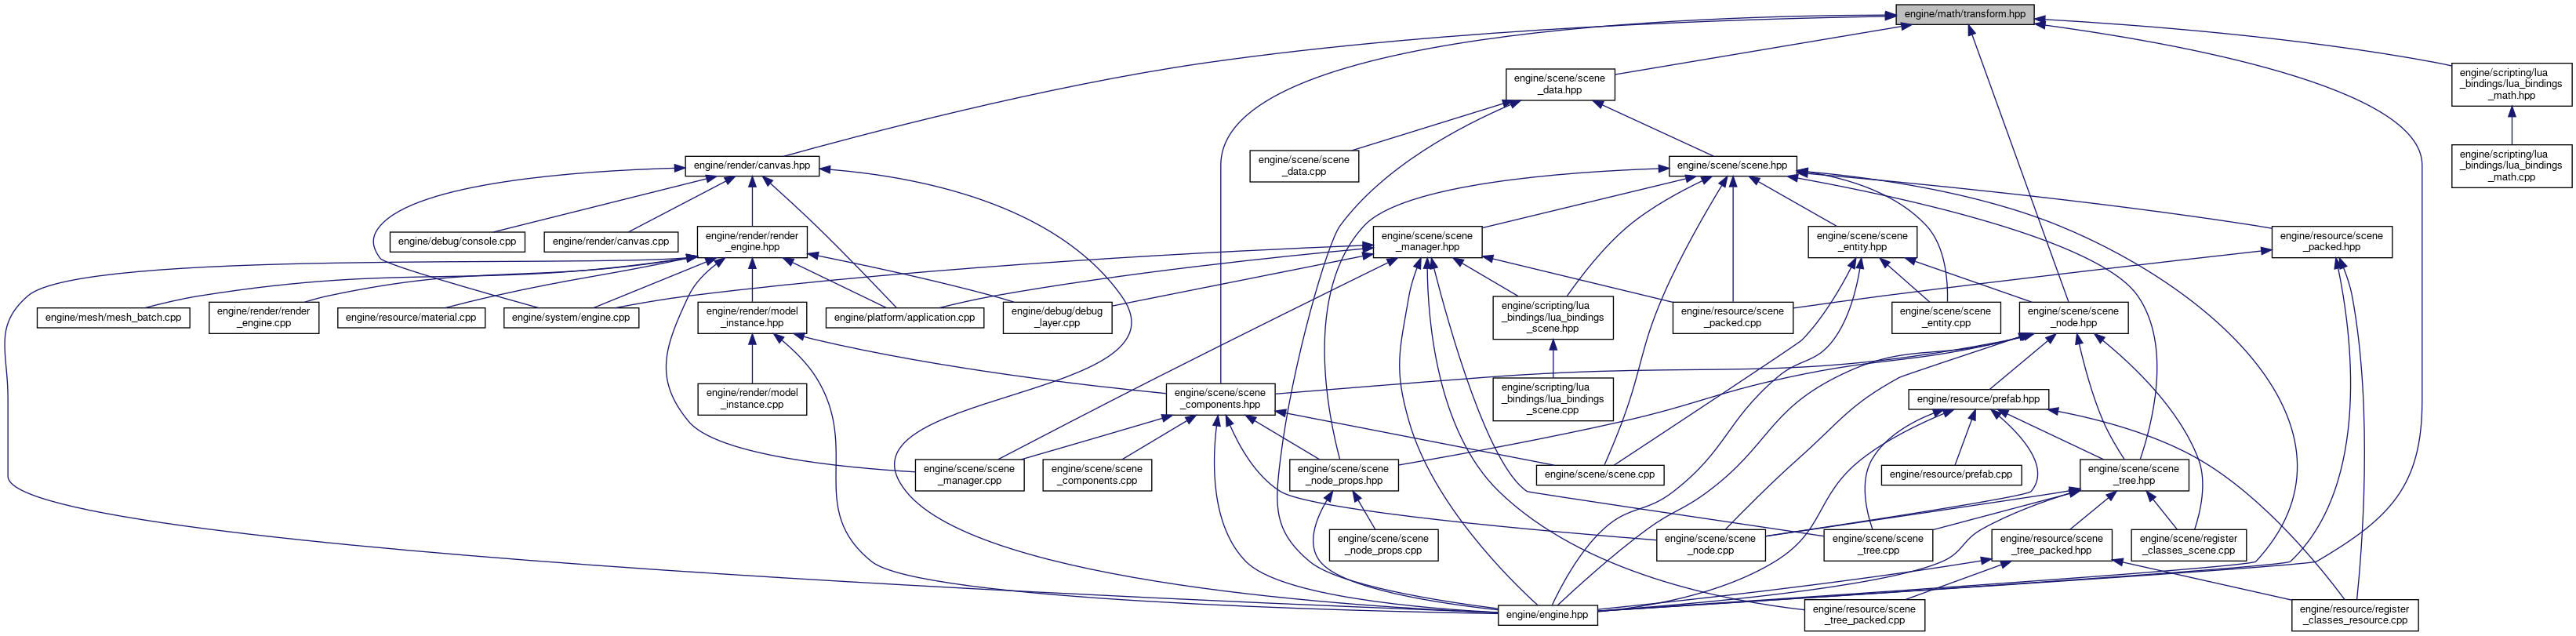 engine/math/transform.hpp
engine/scene/scene
_data.hpp
engine/scripting/lua
_bindings/lua_bindings
_math.hpp
engine/scene/scene
_data.cpp
engine/render/canvas.hpp
engine/scene/scene.hpp
engine/scripting/lua
_bindings/lua_bindings
_math.cpp
engine/debug/console.cpp
engine/render/canvas.cpp
engine/render/render
_engine.hpp
engine/scene/scene
_manager.hpp
engine/scene/scene
_entity.hpp
engine/resource/scene
_packed.hpp
engine/mesh/mesh_batch.cpp
engine/render/render
_engine.cpp
engine/resource/material.cpp
engine/system/engine.cpp
engine/render/model
_instance.hpp
engine/platform/application.cpp
engine/debug/debug
_layer.cpp
engine/scripting/lua
_bindings/lua_bindings
_scene.hpp
engine/resource/scene
_packed.cpp
engine/scene/scene
_entity.cpp
engine/scene/scene
_node.hpp
engine/render/model
_instance.cpp
engine/scene/scene
_components.hpp
engine/scripting/lua
_bindings/lua_bindings
_scene.cpp
engine/resource/prefab.hpp
engine/scene/scene
_manager.cpp
engine/scene/scene
_components.cpp
engine/scene/scene
_node_props.hpp
engine/scene/scene.cpp
engine/resource/prefab.cpp
engine/scene/scene
_tree.hpp
engine/scene/scene
_node_props.cpp
engine/scene/scene
_node.cpp
engine/scene/scene
_tree.cpp
engine/resource/scene
_tree_packed.hpp
engine/scene/register
_classes_scene.cpp
engine/engine.hpp
engine/resource/scene
_tree_packed.cpp
engine/resource/register
_classes_resource.cpp